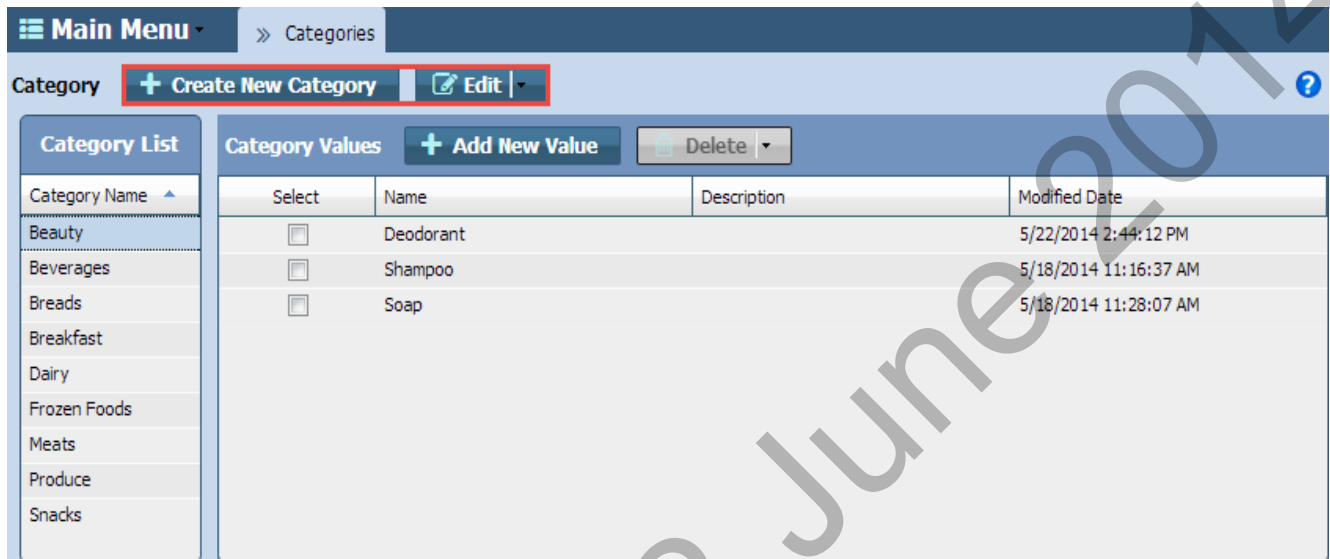 Main Menu
» Categories
Category
+ Create New Category
Edit
?
Category List
Category Values
+ Add New Value
Delete
Category Name
Select
Name
Description
Modified Date
Beauty
Deodorant
5/22/2014 2:44:12 PM
Beverages
Shampoo
5/18/2014 11:16:37 AM
Breads
Soap
5/18/2014 11:28:07 AM
Breakfast
Dairy
Frozen Foods
Meats
Produce
Snacks
June 2014